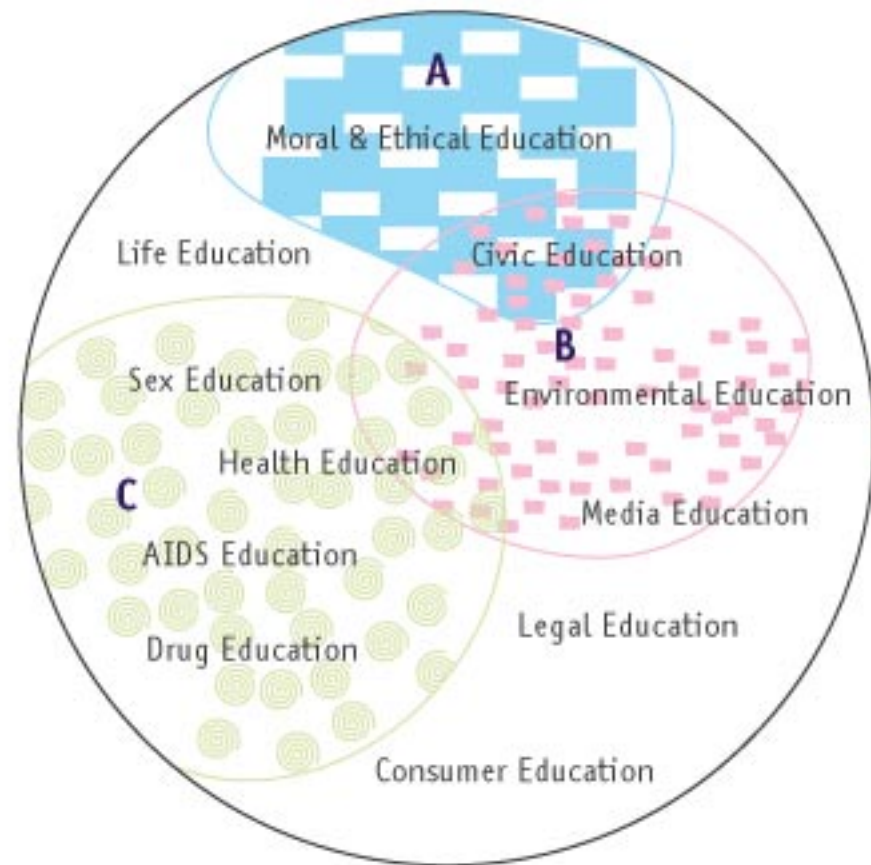 A
Moral & Ethical Education
Life Education
Civic Education
B
Sex Education
Environmental Education
Health Education
C
Media Education
AIDS Education
Legal Education
Drug Education
Consumer Education